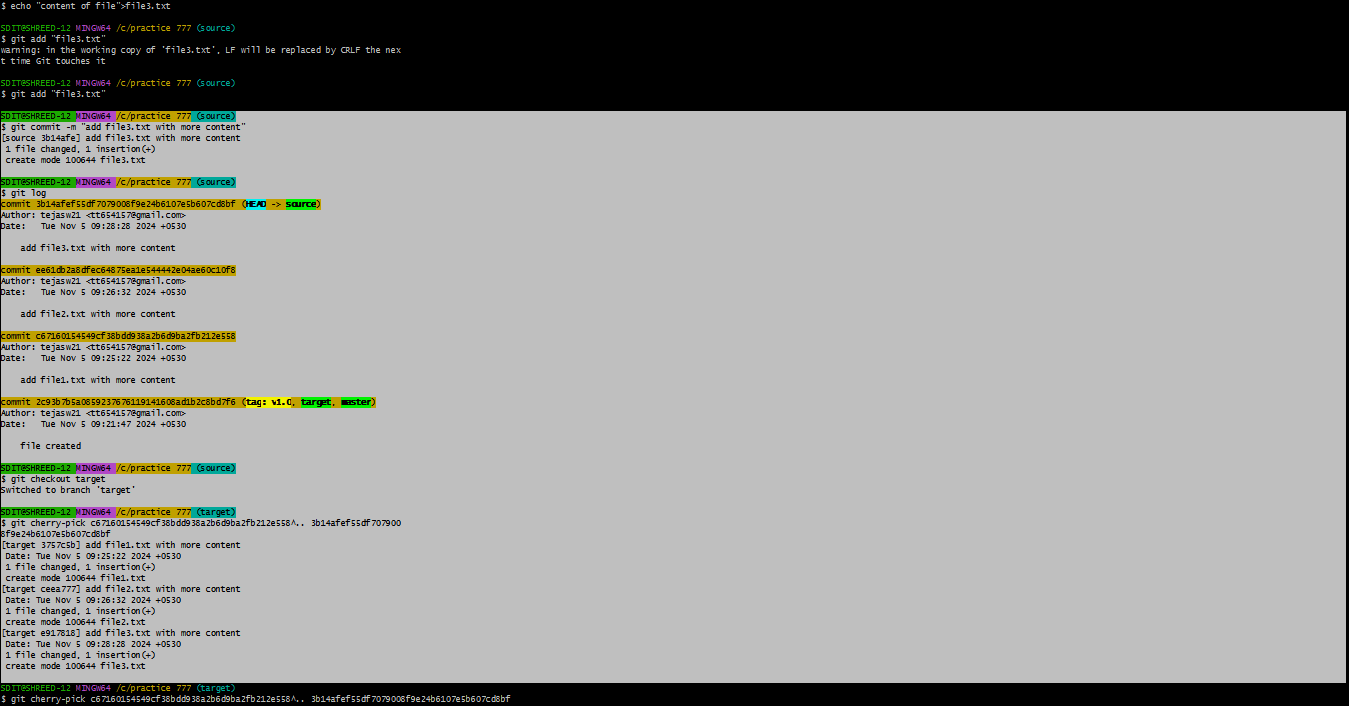 $ echo "content of file">file3.txt
SDIT@SHREED-12 MINGW64 /c/practice 777 (source)
$ git add "file3.txt"
warning: in the working copy of 'file3.txt', LF will be replaced by CRLF the nex
t time Git touches it
SDIT@SHREED-12 MINGW64 /c/practice 777 (source)
$ git add "file3.txt"
SDIT@SHREED-12 MINGW64 /c/practice 777 (source)
$ git commit -m "add file3.txt with more content"
[source 3b14afe] add file3.txt with more content
 1 file changed, 1 insertion(+)
 create mode 100644 file3.txt
SDIT@SHREED-12 MINGW64 /c/practice 777 (source)
$ git log
commit 3b14afef55df7079008f9e24b6107e5b607cd8bf (HEAD -> source)
Author: tejasw21 <tt654157@gmail.com>
Date:   Tue Nov 5 09:28:28 2024 +0530
    add file3.txt with more content
commit ee61db2a8dfec64875ea1e544442e04ae60c10f8
Author: tejasw21 <tt654157@gmail.com>
Date:   Tue Nov 5 09:26:32 2024 +0530
    add file2.txt with more content
commit c67160154549cf38bdd938a2b6d9ba2fb212e558
Author: tejasw21 <tt654157@gmail.com>
Date:   Tue Nov 5 09:25:22 2024 +0530
    add file1.txt with more content
commit 2c93b7b5a0859237676119141608ad1b2c8bd7f6 (tag: v1.0, target, master)
Author: tejasw21 <tt654157@gmail.com>
Date:   Tue Nov 5 09:21:47 2024 +0530
    file created
SDIT@SHREED-12 MINGW64 /c/practice 777 (source)
$ git checkout target
Switched to branch 'target'
SDIT@SHREED-12 MINGW64 /c/practice 777 (target)
$ git cherry-pick c67160154549cf38bdd938a2b6d9ba2fb212e558^.. 3b14afef55df707900
8f9e24b6107e5b607cd8bf
[target 3757c5b] add file1.txt with more content
 Date: Tue Nov 5 09:25:22 2024 +0530
 1 file changed, 1 insertion(+)
 create mode 100644 file1.txt
[target ceea777] add file2.txt with more content
 Date: Tue Nov 5 09:26:32 2024 +0530
 1 file changed, 1 insertion(+)
 create mode 100644 file2.txt
[target e917818] add file3.txt with more content
 Date: Tue Nov 5 09:28:28 2024 +0530
 1 file changed, 1 insertion(+)
 create mode 100644 file3.txt
SDIT@SHREED-12 MINGW64 /c/practice 777 (target)
$ git cherry-pick c67160154549cf38bdd938a2b6d9ba2fb212e558^.. 3b14afef55df7079008f9e24b6107e5b607cd8bf